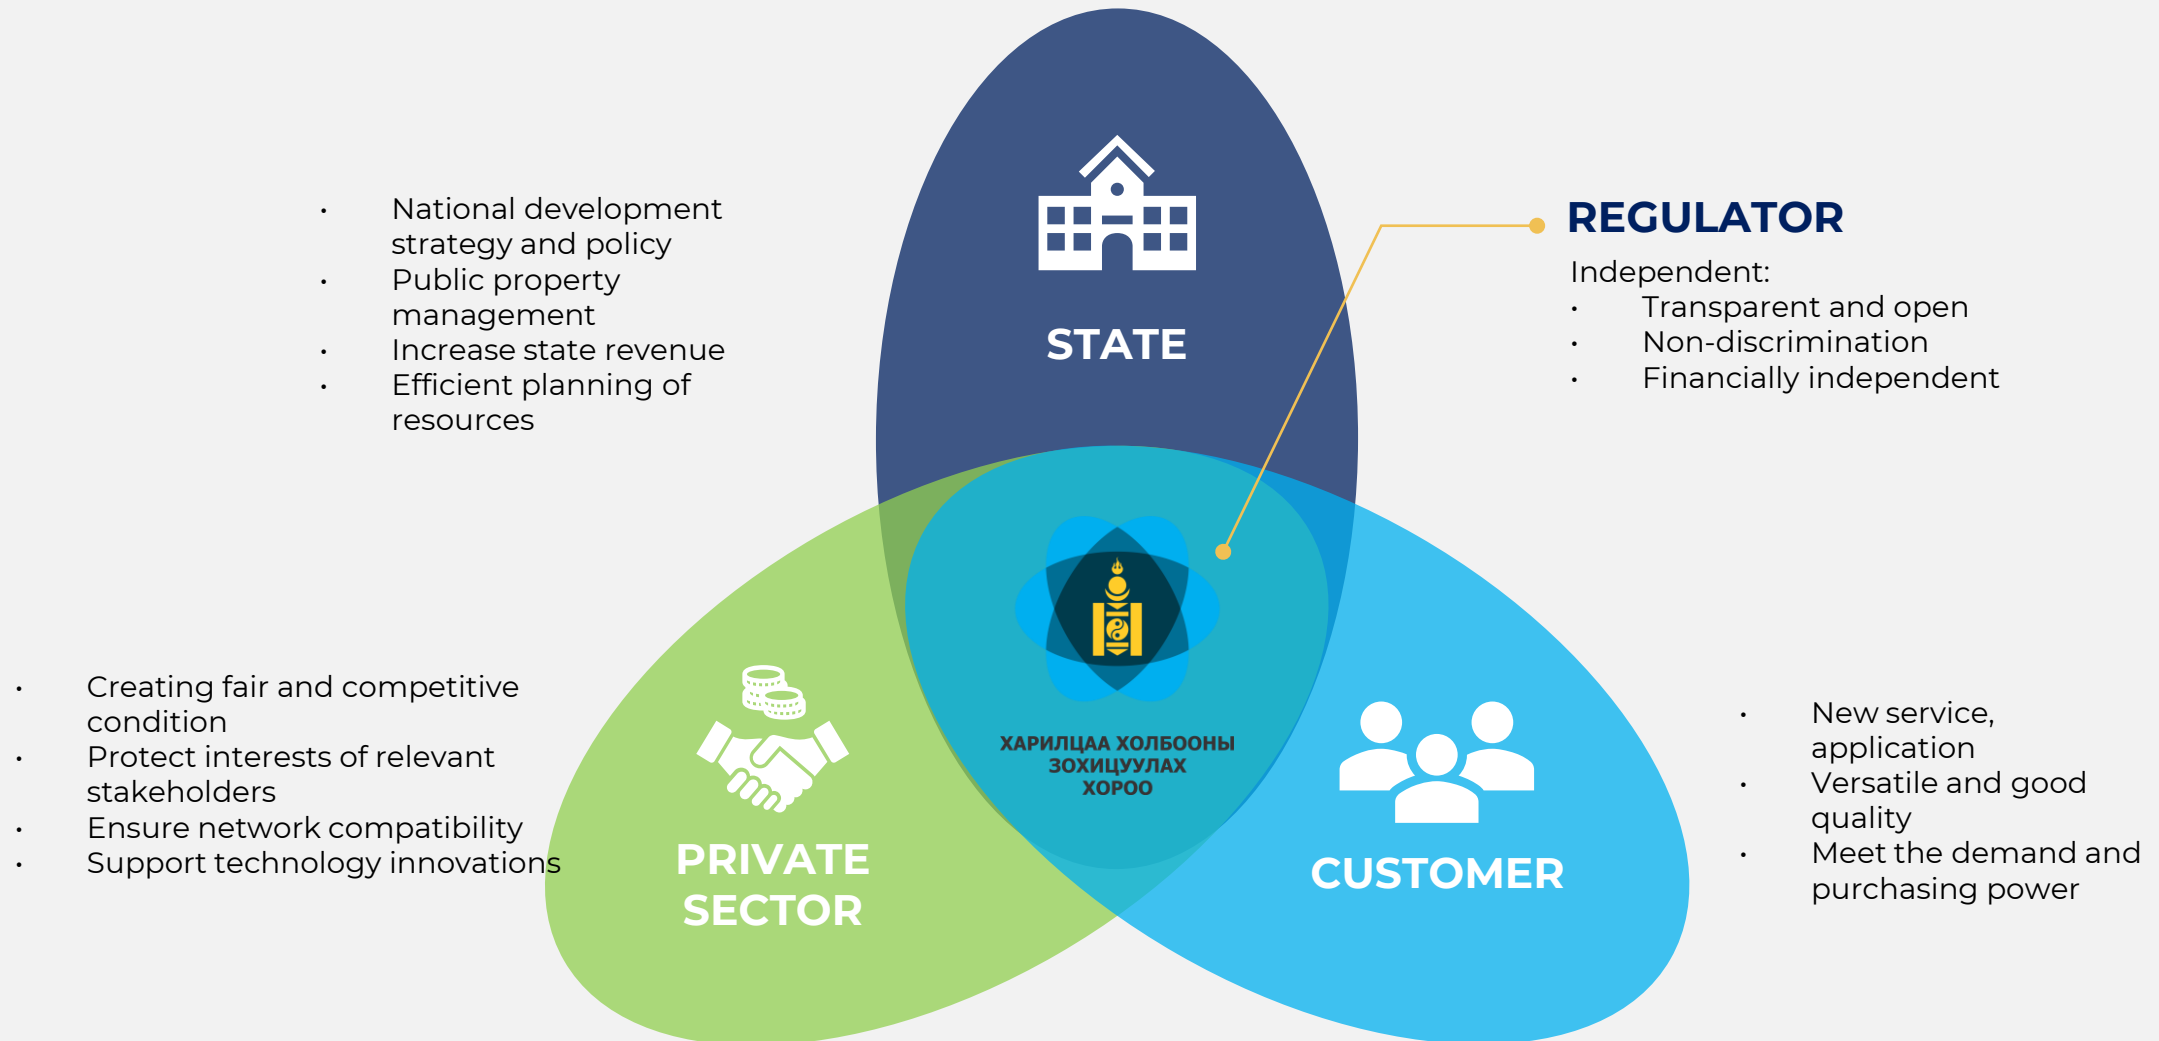 • National development
strategy and policy
• Public property
management
• Increase state revenue
• Efficient planning of
resources
STATE
REGULATOR
Independent:
• Transparent and open
• Non-discrimination
• Financially independent
• Creating fair and competitive
condition
• Protect interests of relevant
stakeholders
• Ensure network compatibility
• Support technology innovations
PRIVATE
SECTOR
ХАРИЛЦАА ХОЛБООНЫ
ЗОХИЦУУЛАХ
ХОРОО
CUSTOMER
• New service,
application
• Versatile and good
quality
• Meet the demand and
purchasing power